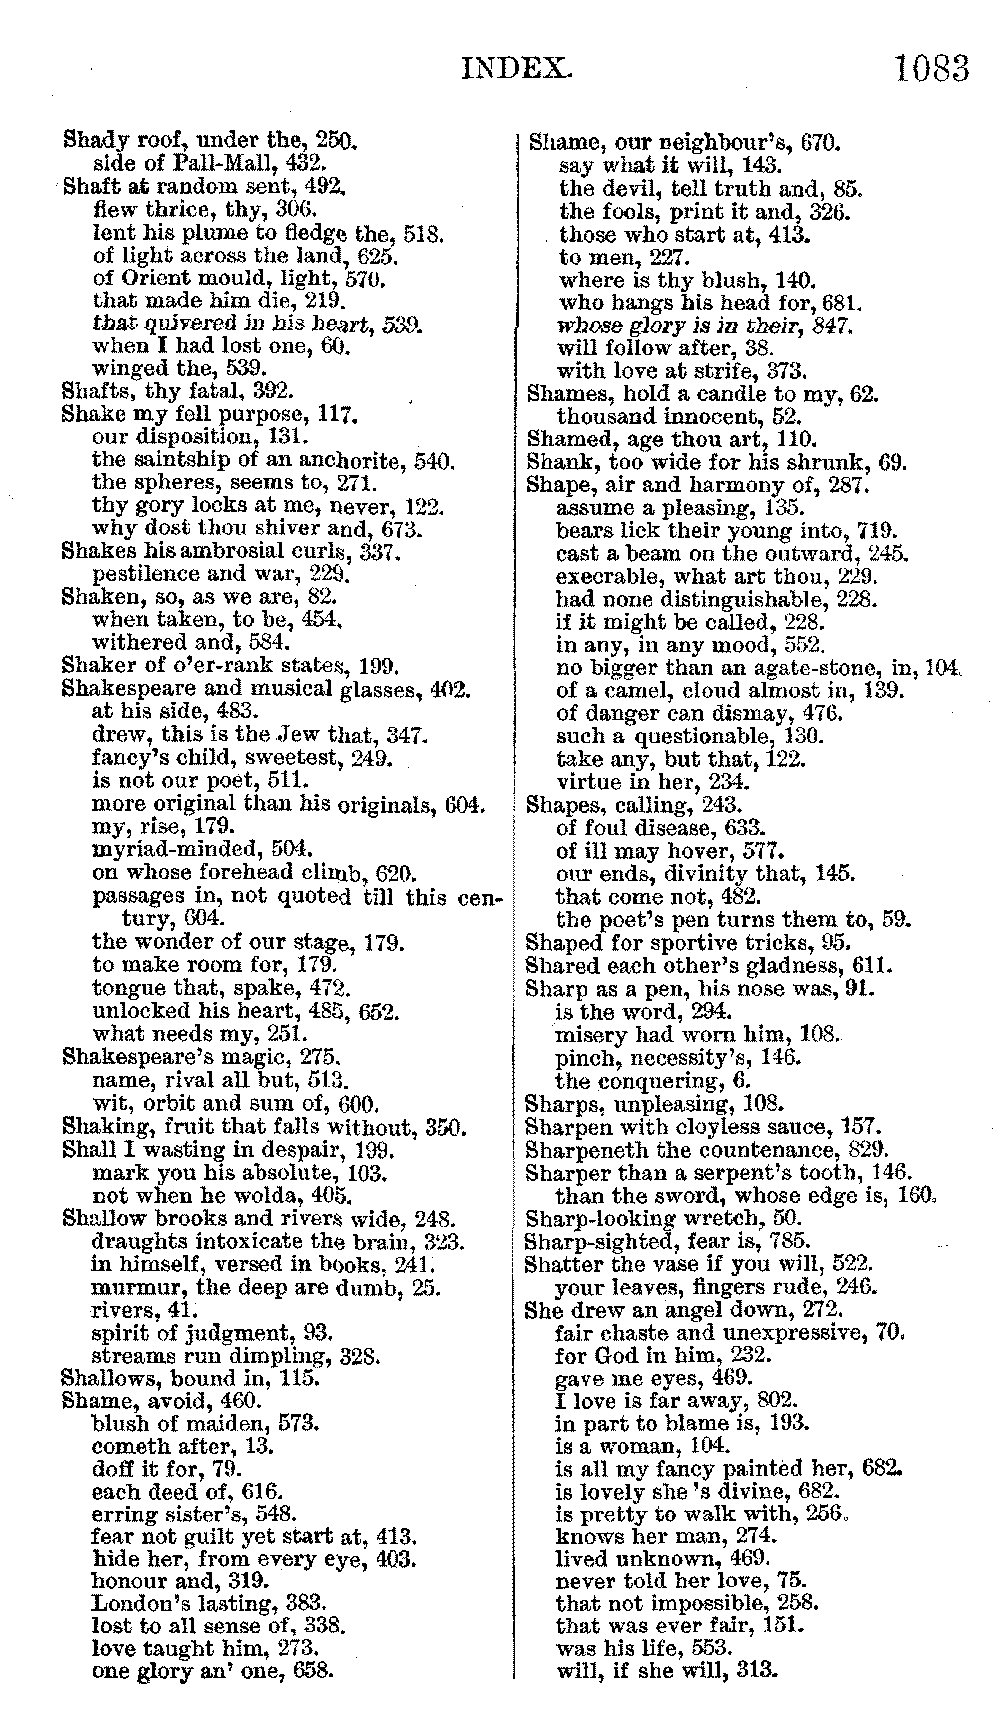 INDEX. 1083
Shady roof, under the, 250.
side of Pall-Mall, 432.
Shaft at random sent, 492.
flew thrice, thy, 306.
lent his plume to fledge the, 518.
of light across the land, 625.
of Orient mould, light, 570.
that made him die, 219.
that quivered in his heart, 539.
when I had lost one, 60.
winged the, 539.
Shafts, thy fatal, 392.
Shake my fell purpose, 117.
our disposition, 131.
the saintship of an anchorite, 540.
the spheres, seems to, 271.
thy gory locks at me, never, 122.
why dost thou shiver and, 673.
Shakes his ambrosial curls, 337.
pestilence and war, 229.
Shaken, so, as we are, 82.
when taken, to be, 454.
withered and, 584.
Shaker of o'er-rank states, 199.
Shakespeare and musical glasses, 402.
at his side, 483.
drew, this is the Jew that, 347.
fancy's child, sweetest, 249.
is not our poet, 511.
more original than his originals, 604.
my, rise, 179.
myriad-minded, 504.
on whose forehead climb, 620.
passages in, not quoted till this cen-
tury, 604.
the wonder of our stage, 179.
to make room for, 179.
tongue that, spake, 472.
unlocked his heart, 485, 652.
what needs my, 251.
Shakespeare's magic, 275.
name, rival all but, 513.
wit, orbit and sum of, 600.
Shaking, fruit that falls without, 350.
Shall I wasting in despair, 199.
mark you his absolute, 103.
not when he wolda, 405.
Shallow brooks and rivers wide, 248.
draughts intoxicate the brain, 323.
in himself, versed in books, 241.
murmur, the deep are dumb, 25.
rivers, 41.
spirit of judgment, 93.
streams run dimpling, 328.
Shallows, bound in, 115.
Shame, avoid, 460.
blush of maiden, 573.
cometh after, 13.
doff it for, 79.
each deed of, 616.
erring sister's, 548.
fear not guilt yet start at, 413.
hide her, from every eye, 403.
honour and, 319.
London's lasting, 383.
lost to all sense of, 338.
love taught him, 273.
one glory an' one, 658.
Shame, our neighbour's, 670.
say what it will, 143.
the devil, tell truth and, 85.
the fools, print it and, 326.
those who start at, 413.
to men, 227.
where is thy blush, 140.
who hangs his head for, 681.
whose glory is in their, 847.
will follow after, 38.
with love at strife, 373.
Shames, hold a candle to my, 62.
thousand innocent, 52.
Shamed, age thou art, 110.
Shank, too wide for his shrunk, 69.
Shape, air and harmony of, 287.
assume a pleasing, 135.
bears lick their young into, 719.
cast a beam on the outward, 245.
execrable, what art thou, 229.
had none distinguishable, 228.
if it might be called, 228.
in any, in any mood, 552.
no bigger than an agate-stone, in, 104.
of a camel, cloud almost in, 139.
of danger can dismay, 476.
such a questionable, 130.
take any, but that, 122.
virtue in her, 234.
Shapes, calling, 243.
of foul disease, 633.
of ill may hover, 577.
our ends, divinity that, 145.
that come not, 482.
the poet's pen turns them to, 59.
Shaped for sportive tricks, 95.
Shared each other's gladness, 611.
Sharp as a pen, his nose was, 91.
is the word, 294.
misery had worn him, 108.
pinch, necessity's, 146.
the conquering, 6.
Sharps, unpleasing, 108.
Sharpen with cloyless sauce, 157.
Sharpeneth the countenance, 829.
Sharper than a serpent's tooth, 146.
than the sword, whose edge is, 160.
Sharp-looking wretch, 50.
Sharp-sighted, fear is, 785.
Shatter the vase if you will, 522.
your leaves, fingers rude, 246.
She drew an angel down, 272.
fair chaste and unexpressive, 70.
for God in him, 232.
gave me eyes, 469.
I love is far away, 802.
in part to blame is, 193.
is a woman, 104.
is all my fancy painted her, 682.
is lovely she 's divine, 682.
is pretty to walk with, 256.
knows her man, 274.
lived unknown, 469.
never told her love, 75.
that not impossible, 258.
that was ever fair, 151.
was his life, 553.
will, if she will, 313.